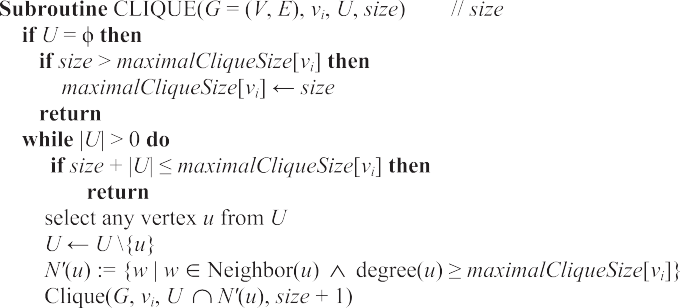 Subroutine CLIQUE(G = (V, E), vi, U, size) // size
if U = ϕ then
if size > maximalCliqueSize[vi] then
maximalCliqueSize[vi] ← size
return
while |U| > 0 do
if size + |U| ≤ maximalCliqueSize[vi] then
return
select any vertex u from U
U ← U \{u}
N'(u) := {w | w ∈ Neighbor(u) ∧ degree(u) ≥ maximalCliqueSize[vi]}
Clique(G, vi, U ∩ N'(u), size + 1)